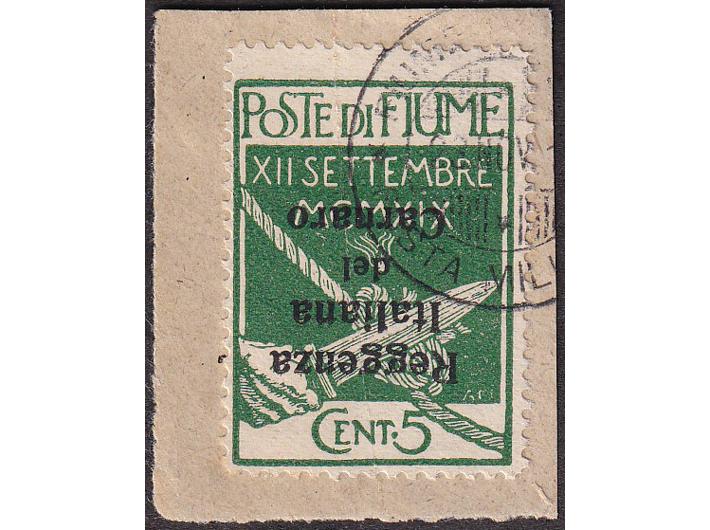 POSTE DI FIUME
XII SETTEMBRE
MCMXIX
Reggenza
Italiana
del
Carnaro
CENT·5